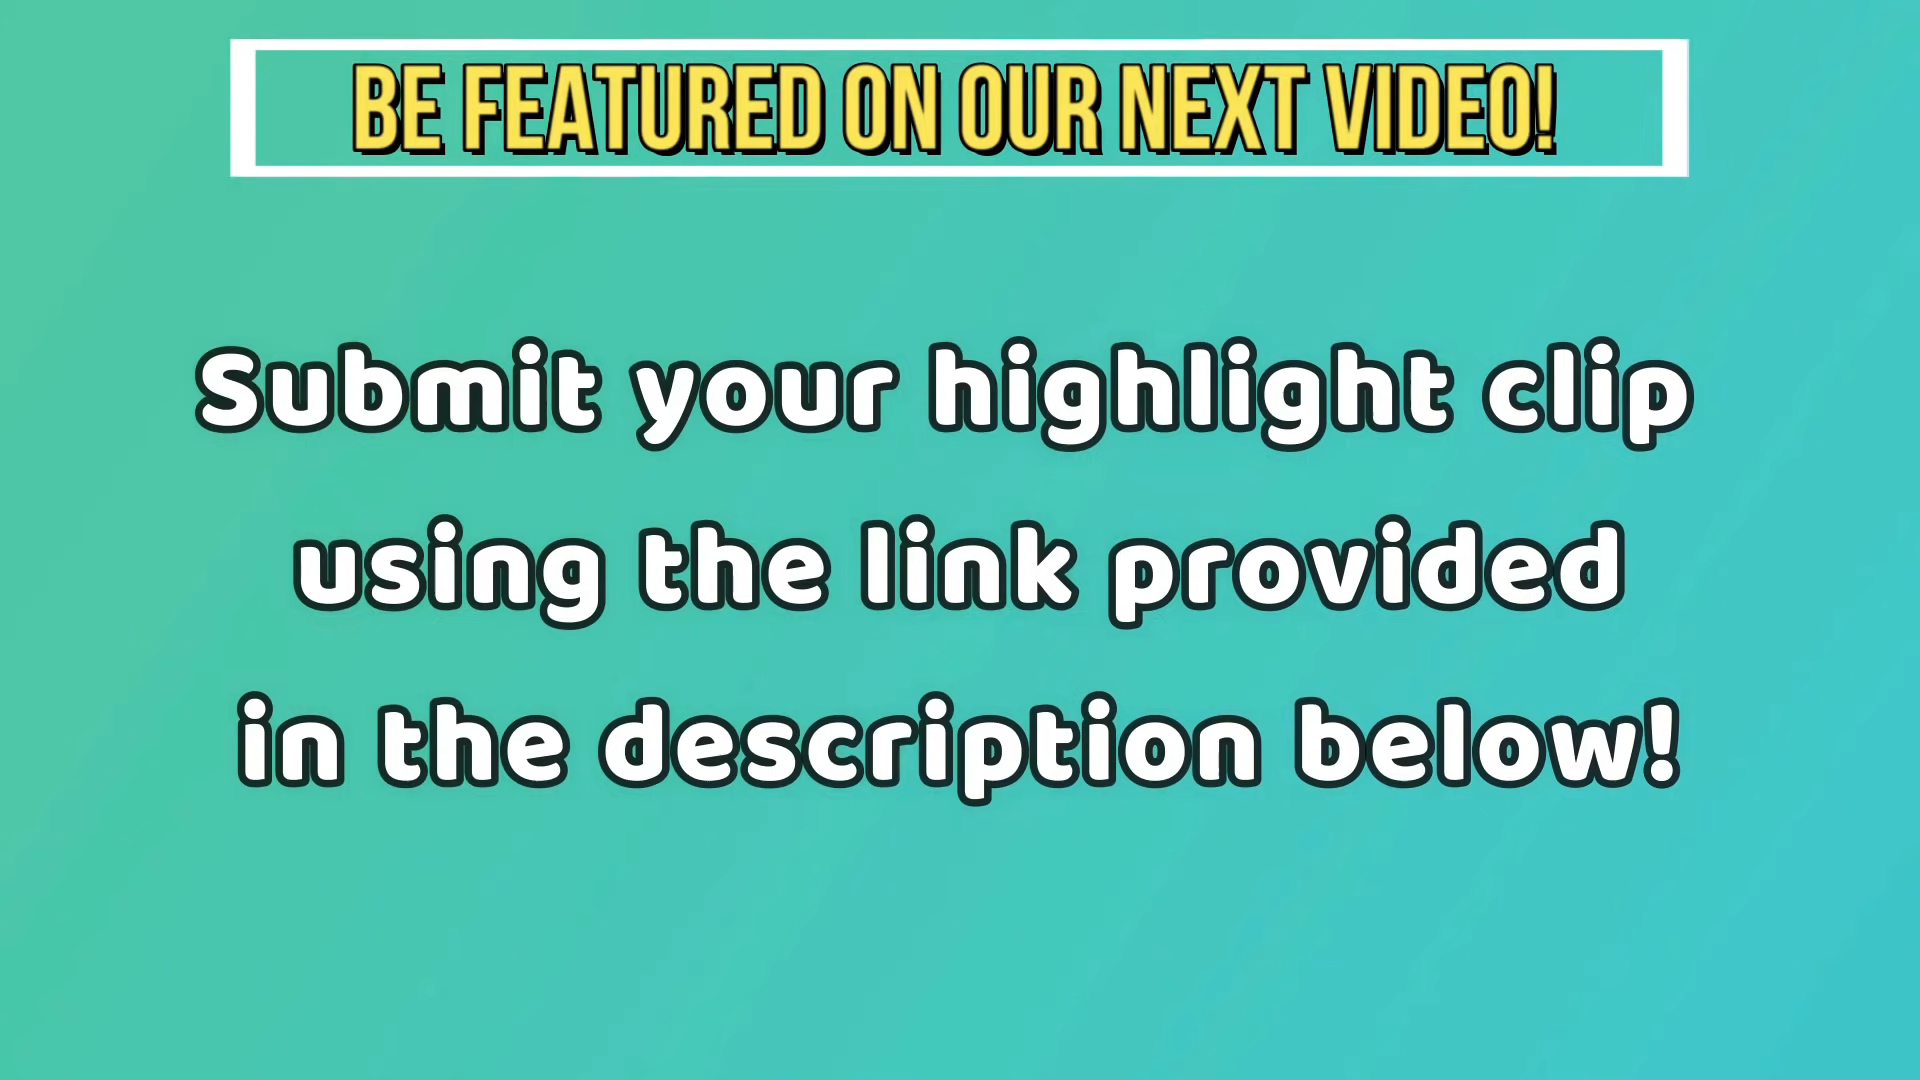 BE FEATURED ON OUR NEXT VIDEO!
Submit your highlight clip
using the link provided
in the description below!